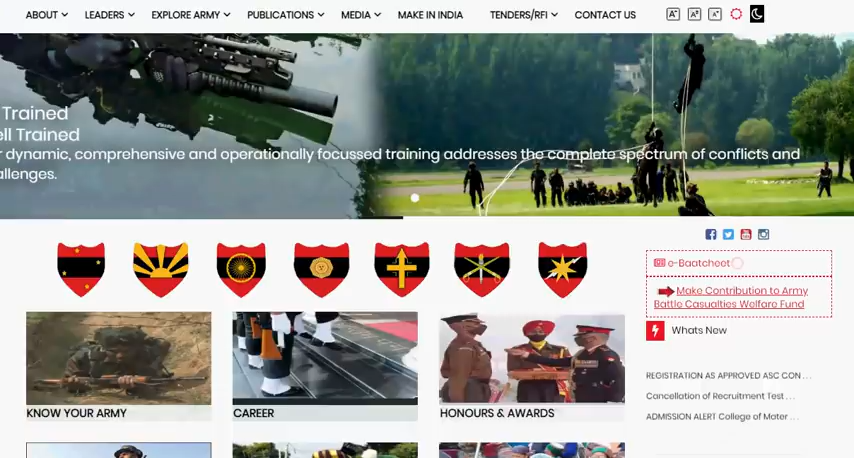 ABOUT LEADERS EXPLORE ARMY PUBLICATIONS MEDIA MAKE IN INDIA TENDERS/RFI CONTACT US
Trained
ell Trained
r dynamic, comprehensive and operationally focussed training addresses the complete spectrum of conflicts and
allenges.
e-Baatcheet
Make Contribution to Army
Battle Casualties Welfare Fund
Whats New
REGISTRATION AS APPROVED ASC CON . . .
Cancellation of Recruitment Test . . .
ADMISSION ALERT College of Mater . . .
KNOW YOUR ARMY
CAREER
HONOURS & AWARDS